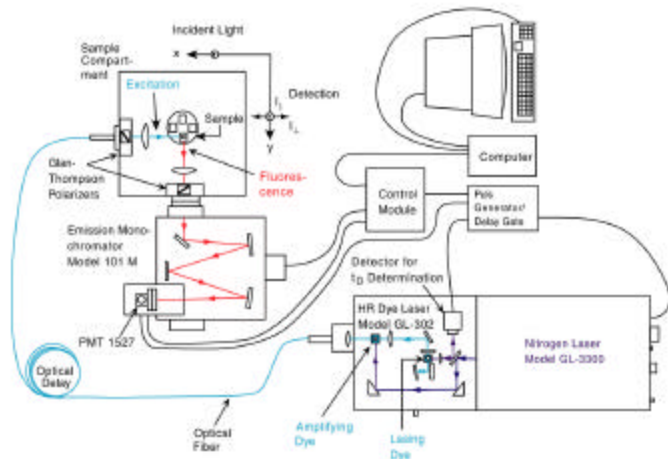 Incident Light
Sample
Compart-
ment
x
Excitation
Detection
Sample
y
Glan-
Thompson
Polarizers
Fluores-
cence
Computer
Control
Module
Generator/
Delay Gate
Emission Mono-
chromator
Model 101 M
Detector for
tD Determination
HR Dye Laser
Model GL-302
Nitrogen Laser
Model GL-3300
PMT 1527
Optical
Delay
Optical
Fiber
Amplifying
Dye
Lasing
Dye